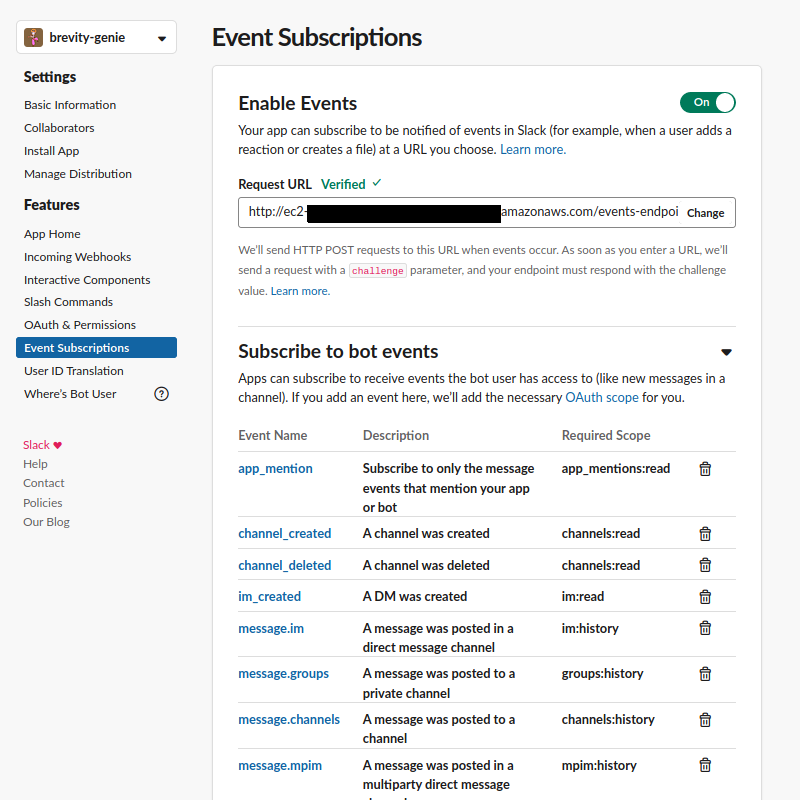 brevity-genie
Settings
Basic Information
Collaborators
Install App
Manage Distribution
Features
App Home
Incoming Webhooks
Interactive Components
Slash Commands
OAuth & Permissions
Event Subscriptions
User ID Translation
Where's Bot User ?
Slack ♥
Help
Contact
Policies
Our Blog
Event Subscriptions
Enable Events
On
Your app can subscribe to be notified of events in Slack (for example, when a user adds a
reaction or creates a file) at a URL you choose. Learn more.
Request URL Verified ✓
http://ec2- amazonaws.com/events-endpoi Change
We'll send HTTP POST requests to this URL when events occur. As soon as you enter a URL, we'll
send a request with a challenge parameter, and your endpoint must respond with the challenge
value. Learn more.
Subscribe to bot events
Apps can subscribe to receive events the bot user has access to (like new messages in a
channel). If you add an event here, we'll add the necessary OAuth scope for you.
Event Name Description Required Scope
app_mention Subscribe to only the message app_mentions:read
events that mention your app
or bot
channel_created A channel was created channels:read
channel_deleted A channel was deleted channels:read
im_created A DM was created im:read
message.im A message was posted in a im:history
direct message channel
message.groups A message was posted to a groups:history
private channel
message.channels A message was posted to a channels:history
channel
message.mpim A message was posted in a mpim:history
multiparty direct message